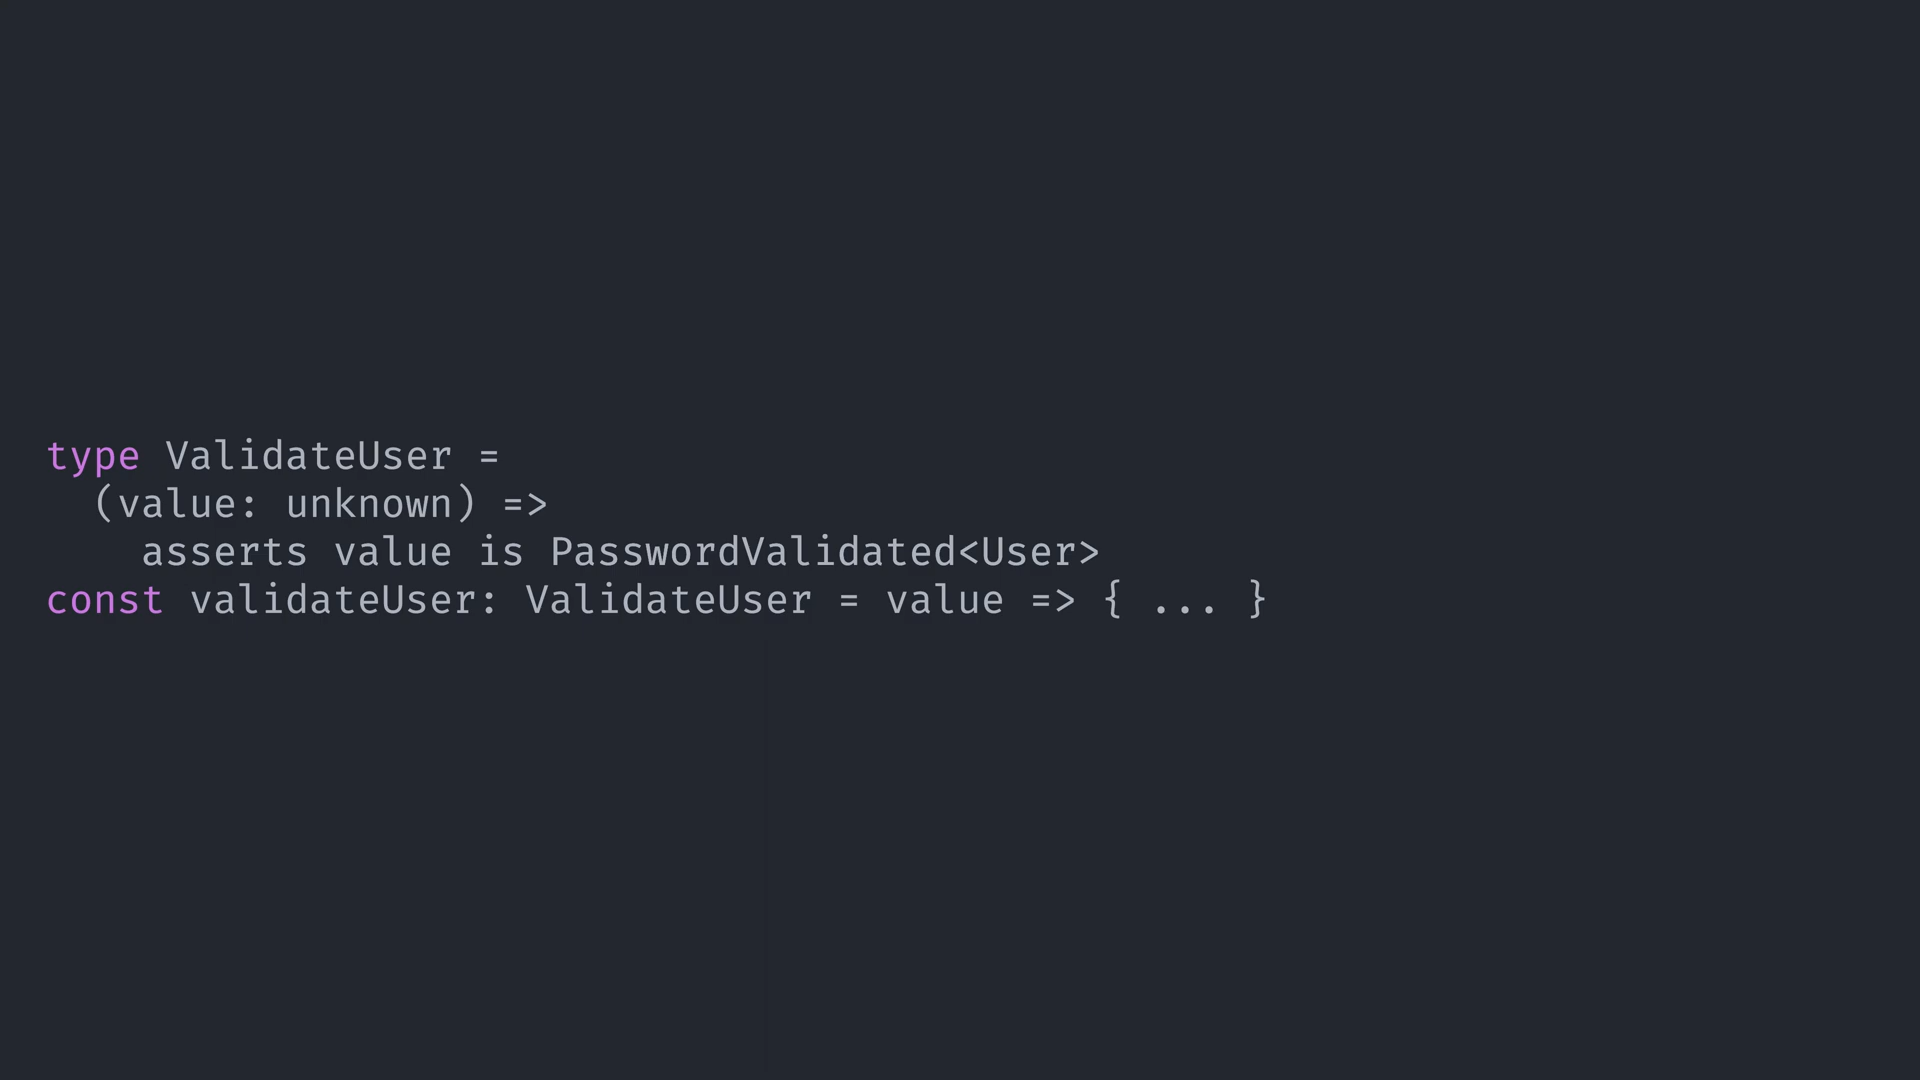 type ValidateUser =
  (value: unknown) =>
    asserts value is PasswordValidated<User>
const validateUser: ValidateUser = value => { ... }